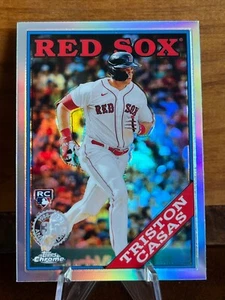 RED SOX
RED SOX
RC
Topps
Chrome
TRISTON
CASAS